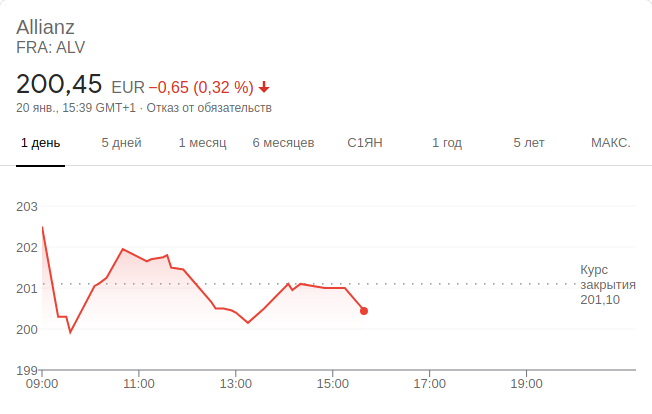 Allianz
FRA: ALV
200,45 EUR −0,65 (0,32 %)
20 янв., 15:39 GMT+1 · Отказ от обязательств
1 день 5 дней 1 месяц 6 месяцев С1ЯН 1 год 5 лет МАКС.
203
202
201
200
199
Курс
закрытия
201,10
09:00 11:00 13:00 15:00 17:00 19:00